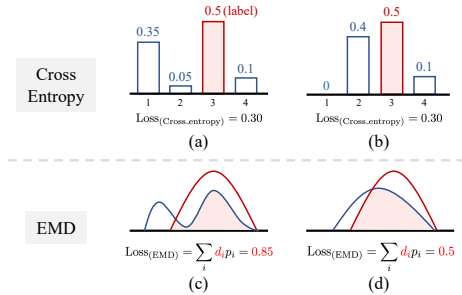 0.5 (label)
0.35
0.05
0.1
1 2 3 4
Loss(Cross_entropy) = 0.30
(a)
0.5
0.4
0.1
0
1 2 3 4
Loss(Cross_entropy) = 0.30
(b)
Cross
Entropy
EMD
Loss(EMD) = ∑ᵢ dᵢpᵢ = 0.85
(c)
Loss(EMD) = ∑ᵢ dᵢpᵢ = 0.5
(d)